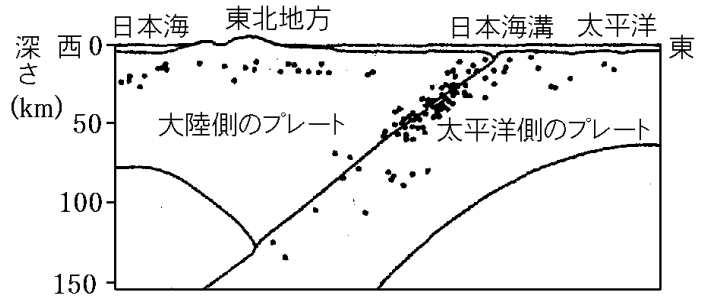 日本海 東北地方 日本海溝 太平洋
深さ 西 0 東
(km)
50
大陸側のプレート 太平洋側のプレート
100
150